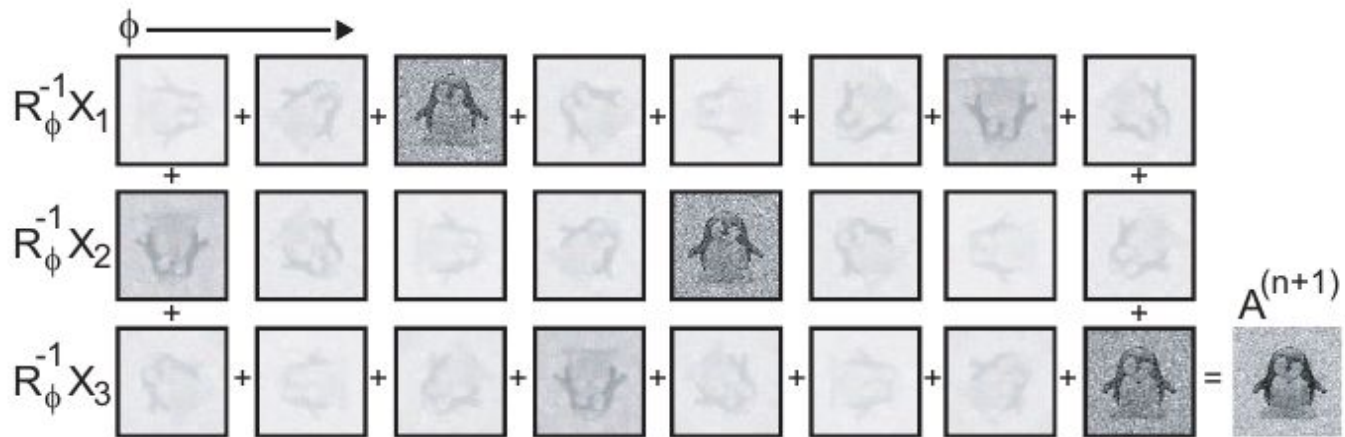 ϕ
R_ϕ^{-1}X_1 + + + + + + +
+ +
R_ϕ^{-1}X_2
+ + A^{(n+1)}
R_ϕ^{-1}X_3 + + + + + + + =